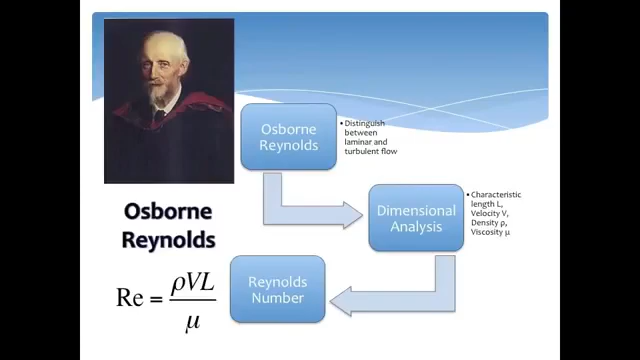 Osborne
Reynolds
• Distinguish
between
laminar and
turbulent flow
Dimensional
Analysis
• Characteristic
length L,
Velocity V,
Density ρ,
Viscosity μ
Osborne
Reynolds
Reynolds
Number
Re = ρVL / μ